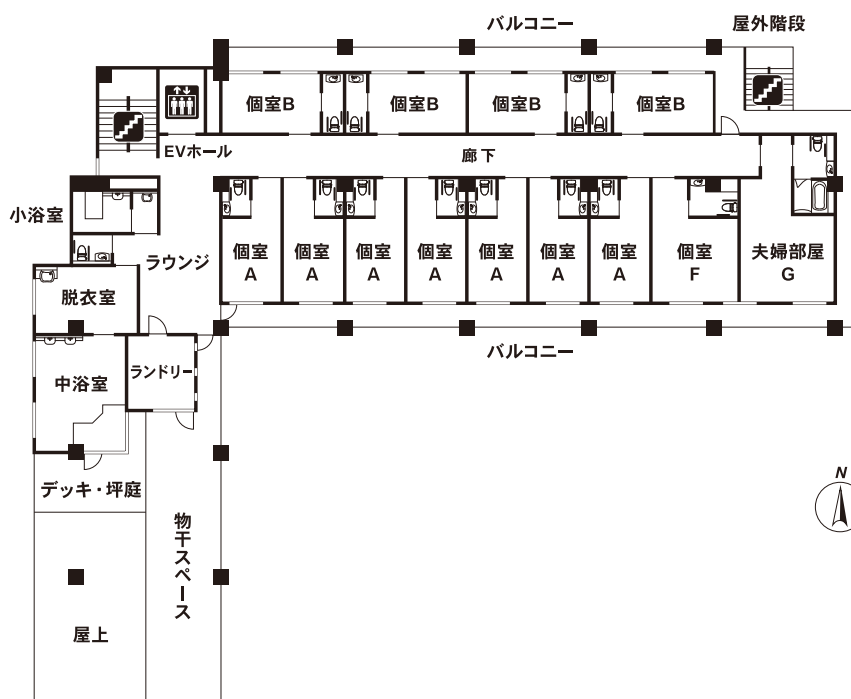 バルコニー
屋外階段
個室B
個室B
個室B
個室B
EVホール
廊下
小浴室
ラウンジ
個室
A
個室
A
個室
A
個室
A
個室
A
個室
A
個室
A
個室
F
夫婦部屋
G
脱衣室
バルコニー
ランドリー
中浴室
デッキ・坪庭
物干スペース
屋上
N